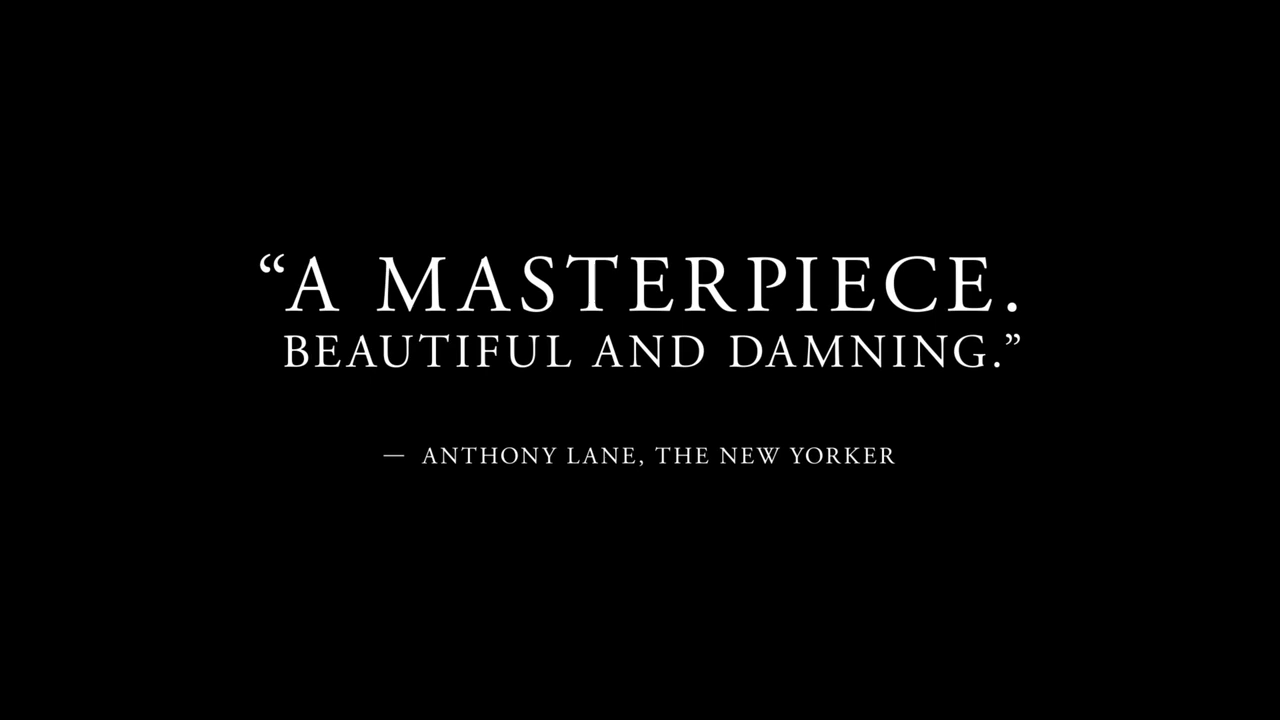 “A MASTERPIECE.
BEAUTIFUL AND DAMNING.”
— ANTHONY LANE, THE NEW YORKER